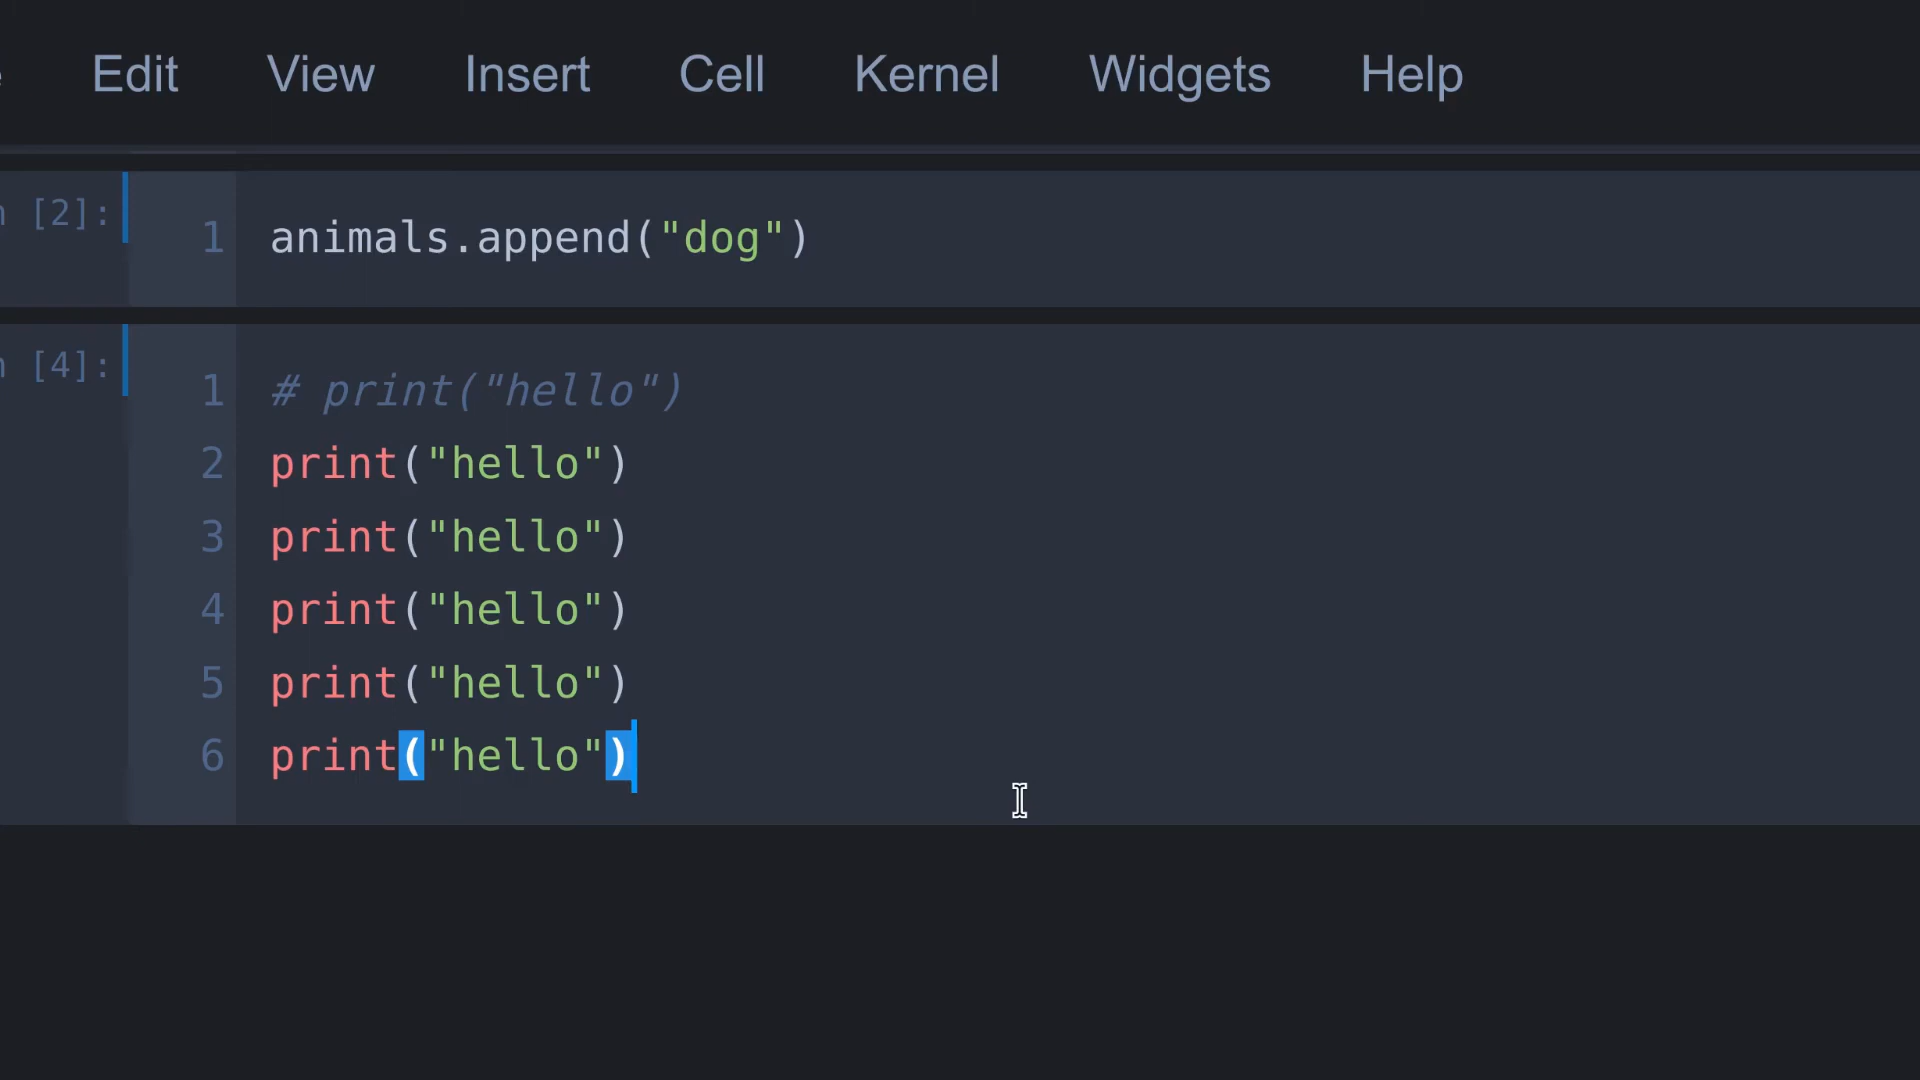 Edit View Insert Cell Kernel Widgets Help
[2]:
1 animals.append("dog")
[4]:
1 # print("hello")
2 print("hello")
3 print("hello")
4 print("hello")
5 print("hello")
6 print("hello")